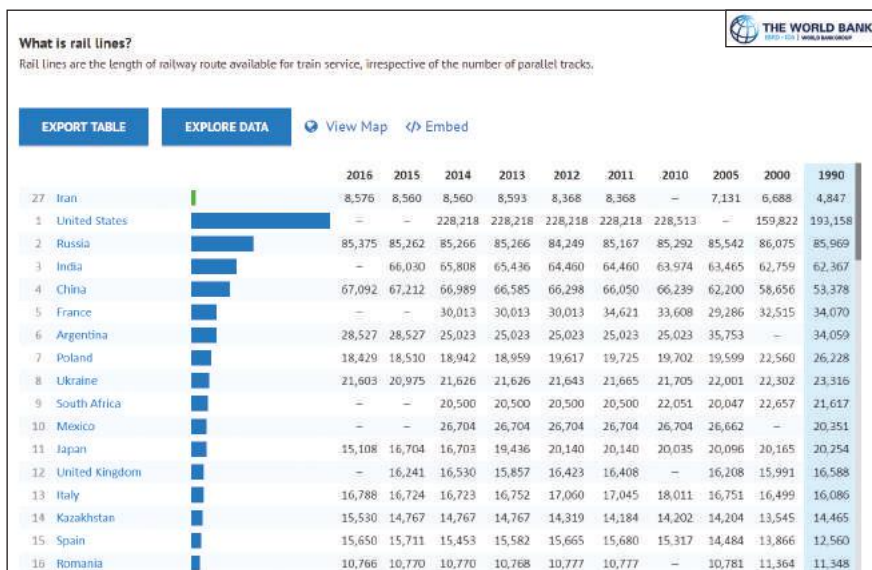 THE WORLD BANK
IBRD • IDA | WORLD BANK GROUP
What is rail lines?
Rail lines are the length of railway route available for train service, irrespective of the number of parallel tracks.
EXPORT TABLE EXPLORE DATA View Map </> Embed
2016 2015 2014 2013 2012 2011 2010 2005 2000 1990
27 Iran 8,576 8,560 8,560 8,593 8,368 8,368 – 7,131 6,688 4,847
1 United States – – 228,218 228,218 228,218 228,218 228,513 – 159,822 193,158
2 Russia 85,375 85,262 85,266 85,266 84,249 85,167 85,292 85,542 86,075 85,969
3 India – 66,030 65,808 65,436 64,460 64,460 63.974 63,465 62,759 62,367
4 China 67,092 67,212 66,989 66,585 66,298 66,050 66,239 62,200 58,656 53,378
5 France – – 30,013 30,013 30,013 34,621 33,608 29,286 32,515 34,070
6 Argentina 28,527 28,527 25,023 25,023 25,023 25,023 25,023 35,753 – 34,059
7 Poland 18,429 18,510 18,942 18,959 19,617 19,725 19,702 19,599 22,560 26,228
8 Ukraine 21,603 20,975 21,626 21,626 21,643 21,665 21,705 22,001 22,302 23,316
9 South Africa – – 20,500 20,500 20,500 20,500 22,051 20,047 22,657 21,617
10 Mexico – – 26,704 26,704 26,704 26,704 26,704 26,662 – 20,351
11 Japan 15,108 16,704 16,703 19,436 20,140 20,140 20,035 20,096 20,165 20,254
12 United Kingdom – 16,241 16,530 15,857 16,423 16,408 – 16,208 15,991 16,588
13 Italy 16,788 16,724 16,723 16,752 17,060 17,045 18,011 16,751 16,499 16,086
14 Kazakhstan 15,530 14,767 14,767 14,767 14,319 14,184 14,202 14,204 13,545 14,465
15 Spain 15,650 15,711 15,453 15,582 15,665 15,680 15,317 14,484 13,866 12,560
16 Romania 10,766 10,770 10,770 10,768 10,777 10,777 – 10,781 11,364 11,348